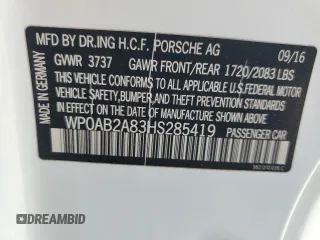 MFD. BY DR.ING H.C.F. PORSCHE AG 09/16
GVWR 3737 GAWR FRONT/REAR 1720/2083 LBS
THIS VEHICLE CONFORMS TO ALL APPLICABLE U.S. FEDERAL MOTOR
VEHICLE SAFETY, BUMPER, AND THEFT PREVENTION STANDARDS IN
EFFECT ON THE DATE OF MANUFACTURE SHOWN ABOVE.
MADE IN GERMANY
WP0AB2A83HS285419 PASSENGER CAR
DREAMBID